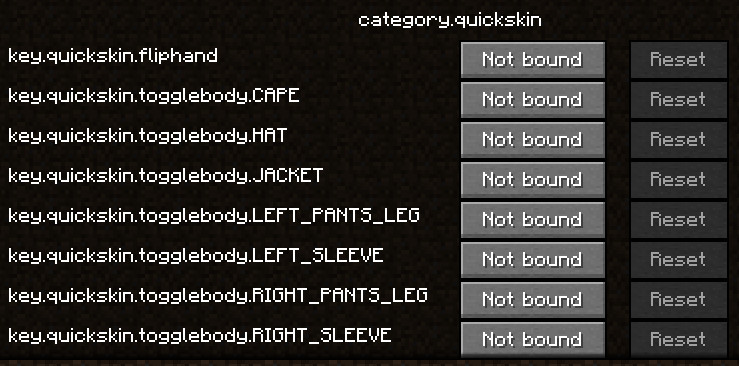 category.quickskin
key.quickskin.fliphand Not bound Reset
key.quickskin.togglebody.CAPE Not bound Reset
key.quickskin.togglebody.HAT Not bound Reset
key.quickskin.togglebody.JACKET Not bound Reset
key.quickskin.togglebody.LEFT_PANTS_LEG Not bound Reset
key.quickskin.togglebody.LEFT_SLEEVE Not bound Reset
key.quickskin.togglebody.RIGHT_PANTS_LEG Not bound Reset
key.quickskin.togglebody.RIGHT_SLEEVE Not bound Reset